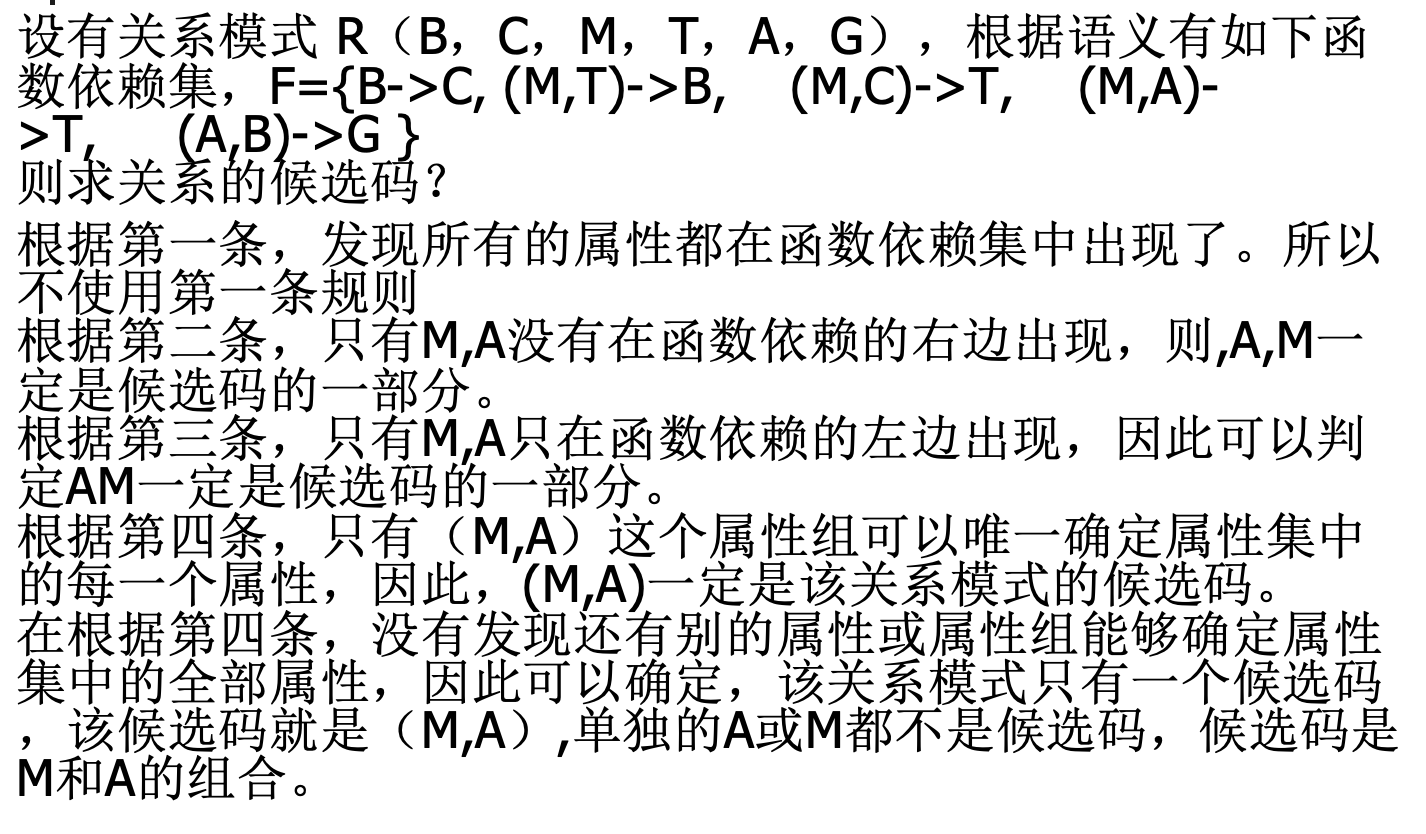 设有关系模式 R（B，C，M，T，A，G），根据语义有如下函
数依赖集，F={B->C, (M,T)->B, (M,C)->T, (M,A)-
>T, (A,B)->G }
则求关系的候选码？
根据第一条，发现所有的属性都在函数依赖集中出现了。所以
不使用第一条规则
根据第二条，只有M,A没有在函数依赖的右边出现，则,A,M一
定是候选码的一部分。
根据第三条，只有M,A只在函数依赖的左边出现，因此可以判
定AM一定是候选码的一部分。
根据第四条，只有（M,A）这个属性组可以唯一确定属性集中
的每一个属性，因此，(M,A)一定是该关系模式的候选码。
在根据第四条，没有发现还有别的属性或属性组能够确定属性
集中的全部属性，因此可以确定，该关系模式只有一个候选码
，该候选码就是（M,A）,单独的A或M都不是候选码，候选码是
M和A的组合。